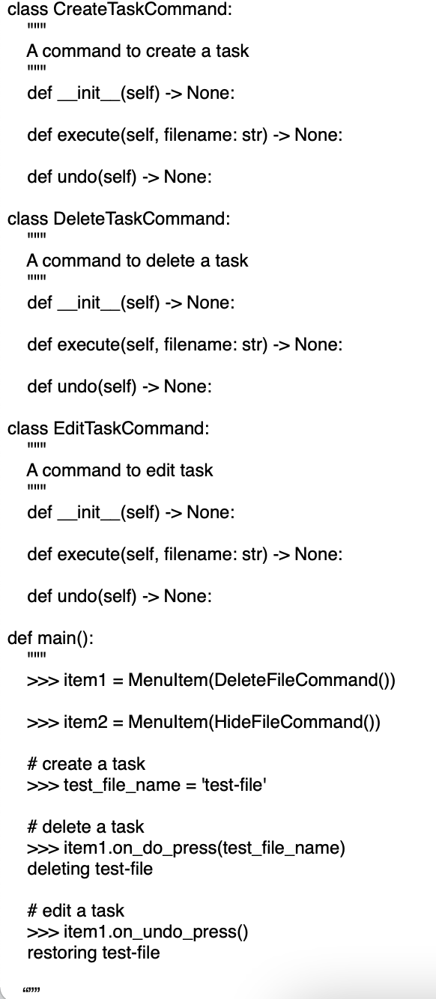 class CreateTaskCommand:
"""
A command to create a task
"""
def __init__(self) -> None:
def execute(self, filename: str) -> None:
def undo(self) -> None:
class DeleteTaskCommand:
"""
A command to delete a task
"""
def __init__(self) -> None:
def execute(self, filename: str) -> None:
def undo(self) -> None:
class EditTaskCommand:
"""
A command to edit task
"""
def __init__(self) -> None:
def execute(self, filename: str) -> None:
def undo(self) -> None:
def main():
"""
>>> item1 = MenuItem(DeleteFileCommand())
>>> item2 = MenuItem(HideFileCommand())
# create a task
>>> test_file_name = 'test-file'
# delete a task
>>> item1.on_do_press(test_file_name)
deleting test-file
# edit a task
>>> item1.on_undo_press()
restoring test-file
“””